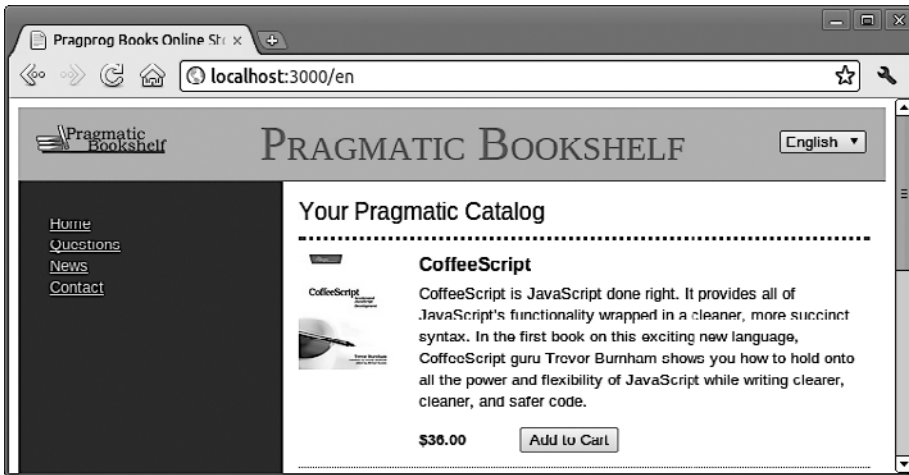 Pragprog Books Online St
localhost:3000/en
Pragmatic
Bookshelf
PRAGMATIC BOOKSHELF
English
Home
Questions
News
Contact
Your Pragmatic Catalog
CoffeeScript
CoffeeScript is JavaScript done right. It provides all of
JavaScript's functionality wrapped in a cleaner, more succinct
syntax. In the first book on this exciting new language,
CoffeeScript guru Trevor Burnham shows you how to hold onto
all the power and flexibility of JavaScript while writing clearer,
cleaner, and safer code.
$36.00
Add to Cart
CoffeeScript
Accelerated
JavaScript
Development
Trevor Burnham